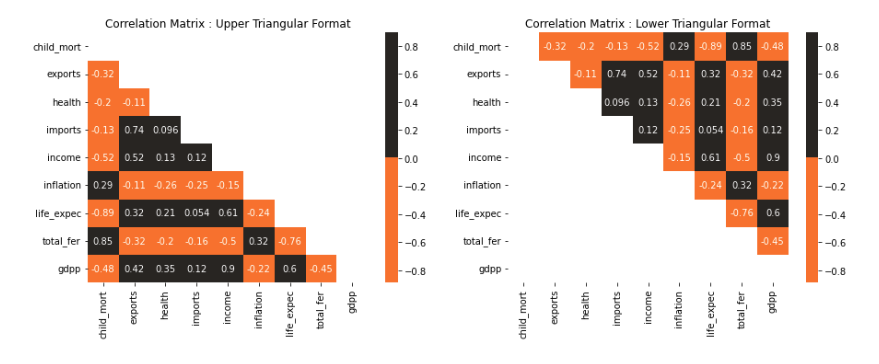 Correlation Matrix : Upper Triangular Format
child_mort
exports -0.32
health -0.2 -0.11
imports -0.13 0.74 0.096
income -0.52 0.52 0.13 0.12
inflation 0.29 -0.11 -0.26 -0.25 -0.15
life_expec -0.89 0.32 0.21 0.054 0.61 -0.24
total_fer 0.85 -0.32 -0.2 -0.16 -0.5 0.32 -0.76
gdpp -0.48 0.42 0.35 0.12 0.9 -0.22 0.6 -0.45
child_mort exports health imports income inflation life_expec total_fer gdpp
0.8
0.6
0.4
0.2
0.0
−0.2
−0.4
−0.6
−0.8
Correlation Matrix : Lower Triangular Format
child_mort -0.32 -0.2 -0.13 -0.52 0.29 -0.89 0.85 -0.48
exports -0.11 0.74 0.52 -0.11 0.32 -0.32 0.42
health 0.096 0.13 -0.26 0.21 -0.2 0.35
imports 0.12 -0.25 0.054 -0.16 0.12
income -0.15 0.61 -0.5 0.9
inflation -0.24 0.32 -0.22
life_expec -0.76 0.6
total_fer -0.45
gdpp
child_mort exports health imports income inflation life_expec total_fer gdpp
0.8
0.6
0.4
0.2
0.0
−0.2
−0.4
−0.6
−0.8